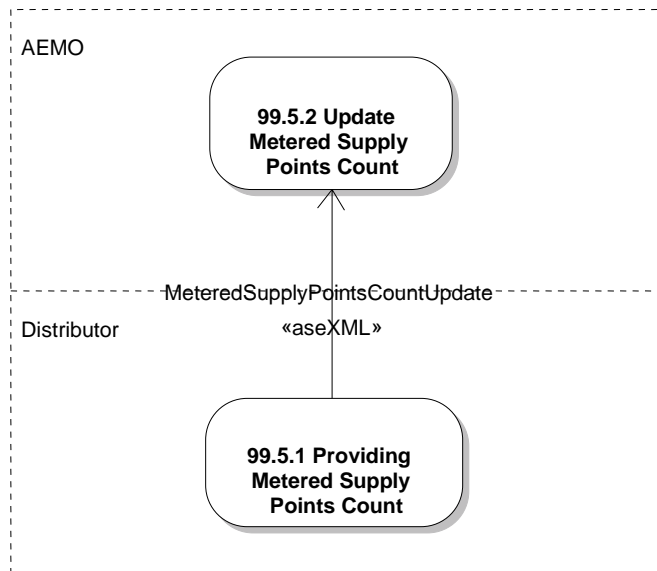 AEMO
99.5.2 Update
Metered Supply
Points Count
MeteredSupplyPointsCountUpdate
Distributor
«aseXML»
99.5.1 Providing
Metered Supply
Points Count